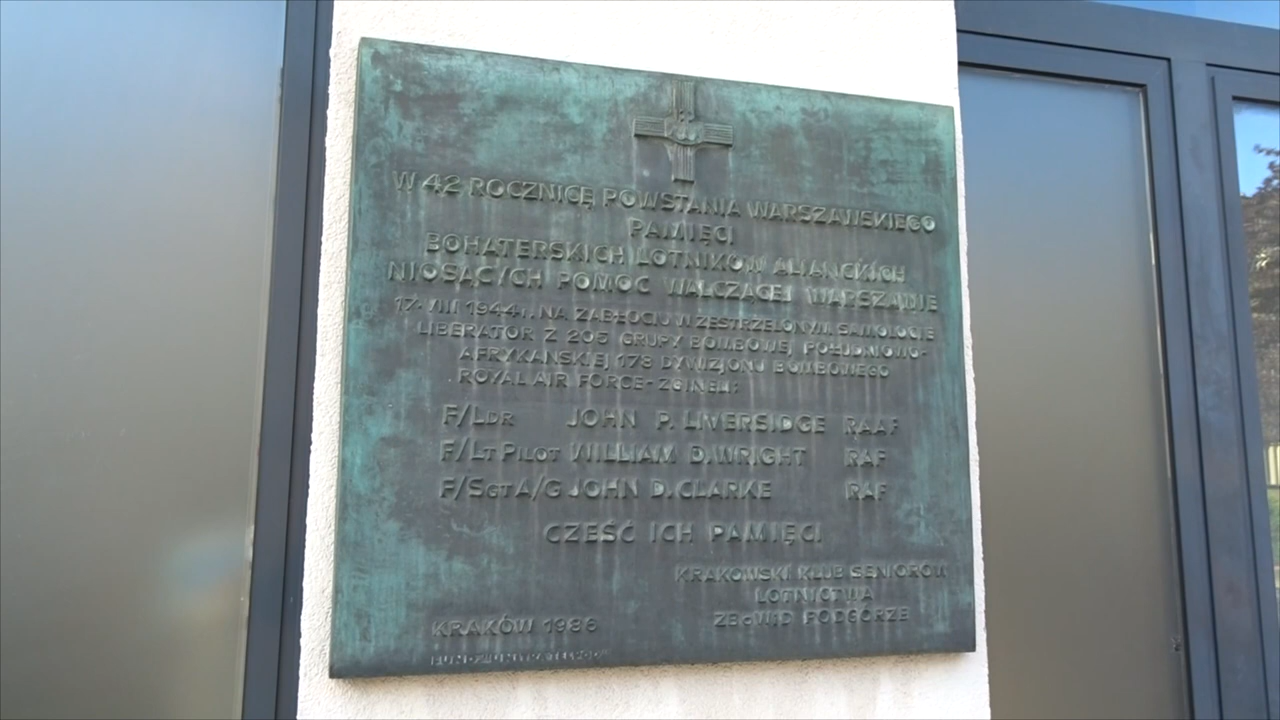 W 42 ROCZNICĘ POWSTANIA WARSZAWSKIEGO
PAMIĘCI
BOHATERSKICH LOTNIKÓW ALIANCKICH
NIOSĄCYCH POMOC WALCZĄCEJ WARSZAWIE
17. VIII 1944 r. NA ZABŁOCIU W ZESTRZELONYM SAMOLOCIE
LIBERATOR Z 205 GRUPY BOMBOWEJ POŁUDNIOWO-
AFRYKAŃSKIEJ 178 DYWIZJONU BOMBOWEGO
ROYAL AIR FORCE - ZGINĘLI:
F/LDR JOHN P. LIVERSIDGE RAAF
F/LT PILOT WILLIAM D. WRIGHT RAF
F/SGT A/G JOHN D. CLARKE RAF
CZEŚĆ ICH PAMIĘCI
KRAKOWSKI KLUB SENIORÓW
LOTNICTWA
ZBoWiD PODGÓRZE
KRAKÓW 1986